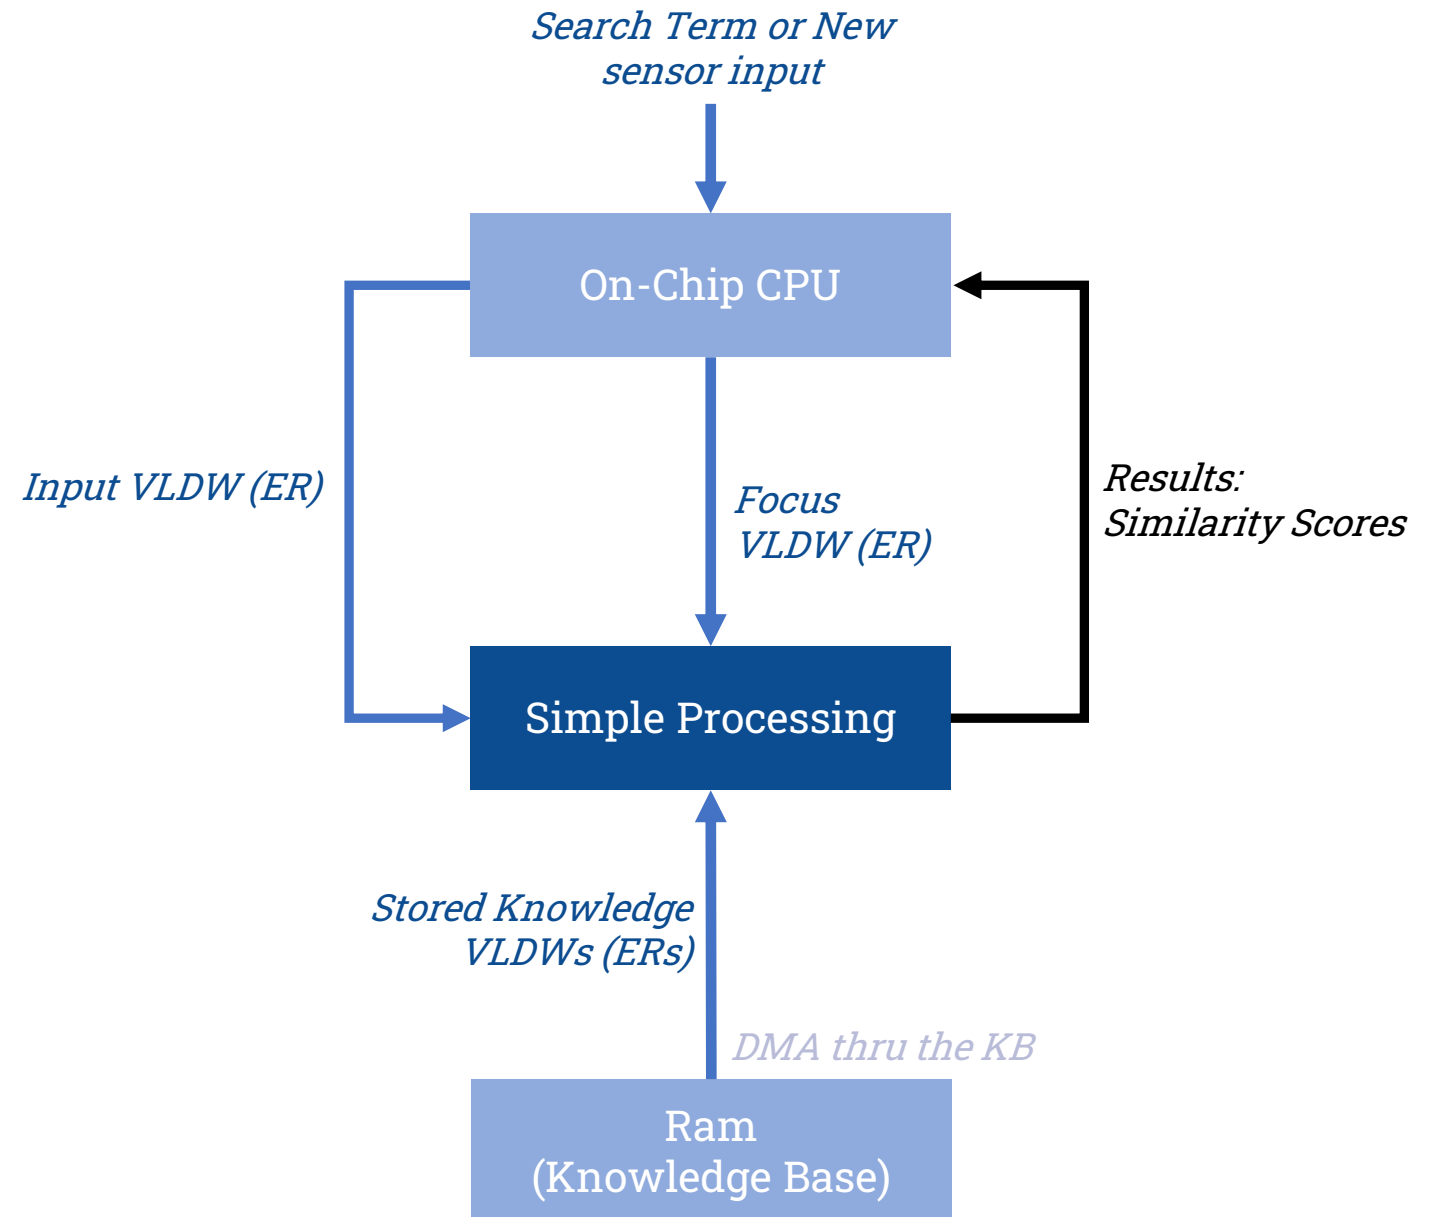 Search Term or New
sensor input
On-Chip CPU
Input VLDW (ER)
Focus
VLDW (ER)
Results:
Similarity Scores
Simple Processing
Stored Knowledge
VLDWs (ERs)
DMA thru the KB
Ram
(Knowledge Base)